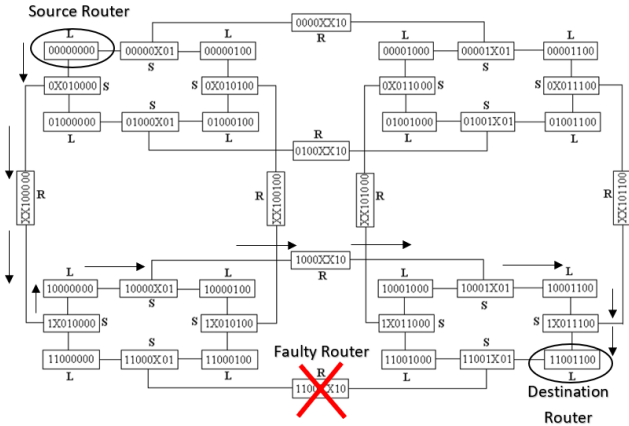 Source Router
L
00000000
00000X01
S
00000100
L
0000XX10
R
L
00001000
00001X01
S
00001100
L
0X010000 S
S 0X010100
0X011000 S
S 0X011100
01000000
L
S
01000X01
01000100
L
R
0100XX10
01001000
L
S
01001X01
01001100
L
XX100000 R
XX100100 R
R XX101000
R XX101100
L
10000000
10000X01
S
10000100
L
1000XX10
R
L
10001000
10001X01
S
10001100
L
1X010000 S
S 1X010100
1X011000 S
S 1X011100
11000000
L
S
11000X01
11000100
L
Faulty Router
R
11001000
L
S
11001X01
11001100
L
Destination
Router